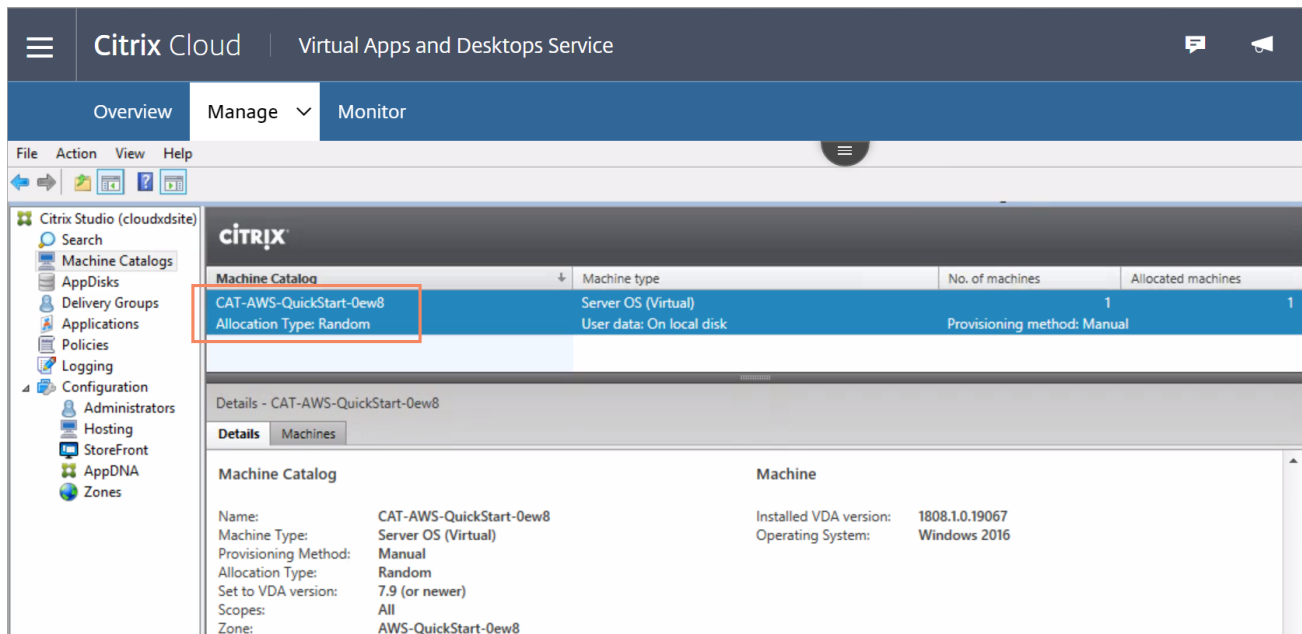 Citrix Cloud Virtual Apps and Desktops Service
Overview Manage Monitor
File Action View Help
Citrix Studio (cloudxdsite)
Search
Machine Catalogs
AppDisks
Delivery Groups
Applications
Policies
Logging
Configuration
Administrators
Hosting
StoreFront
AppDNA
Zones
CITRIX
Machine Catalog Machine type No. of machines Allocated machines
CAT-AWS-QuickStart-0ew8 Server OS (Virtual) 1 1
Allocation Type: Random User data: On local disk Provisioning method: Manual
Details - CAT-AWS-QuickStart-0ew8
Details Machines
Machine Catalog Machine
Name: CAT-AWS-QuickStart-0ew8 Installed VDA version: 1808.1.0.19067
Machine Type: Server OS (Virtual) Operating System: Windows 2016
Provisioning Method: Manual
Allocation Type: Random
Set to VDA version: 7.9 (or newer)
Scopes: All
Zone: AWS-QuickStart-0ew8